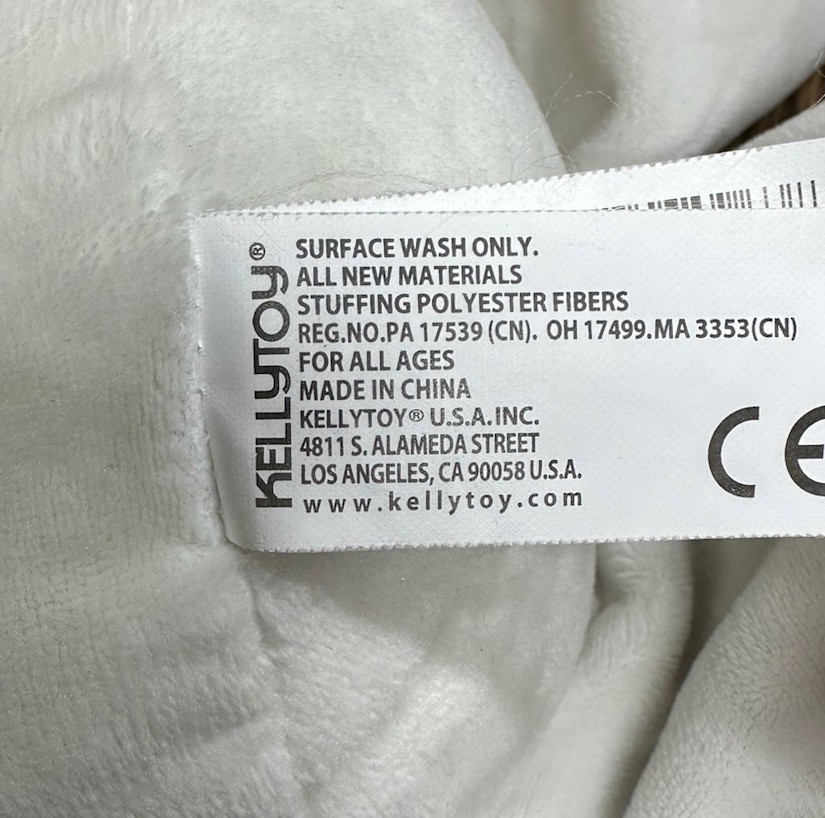 KELLYTOY®
SURFACE WASH ONLY.
ALL NEW MATERIALS
STUFFING POLYESTER FIBERS
REG.NO.PA 17539 (CN). OH 17499.MA 3353(CN)
FOR ALL AGES
MADE IN CHINA
KELLYTOY® U.S.A.INC.
4811 S. ALAMEDA STREET
LOS ANGELES, CA 90058 U.S.A.
www.kellytoy.com
CE